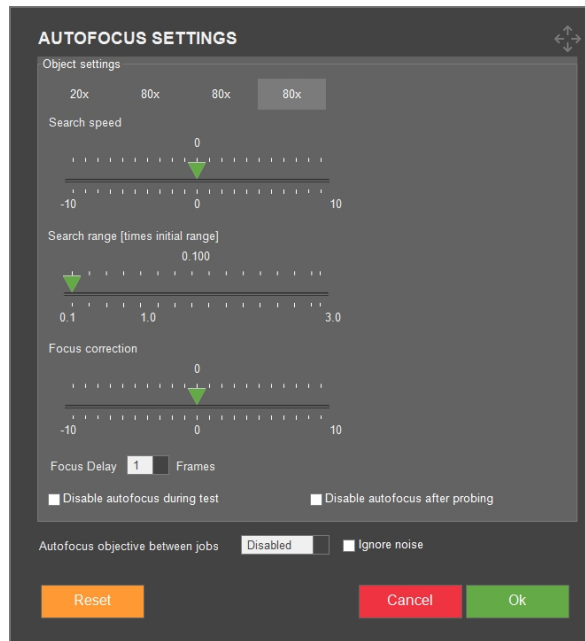 AUTOFOCUS SETTINGS
Object settings
20x 80x 80x 80x
Search speed
0
-10 0 10
Search range [times initial range]
0.100
0.1 1.0 3.0
Focus correction
0
-10 0 10
Focus Delay 1 Frames
Disable autofocus during test Disable autofocus after probing
Autofocus objective between jobs Disabled Ignore noise
Reset Cancel Ok